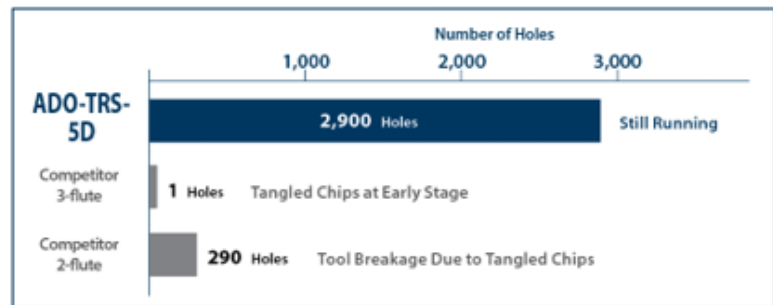 Number of Holes
1,000 2,000 3,000
ADO-TRS-
5D
2,900 Holes Still Running
Competitor
3-flute
1 Holes Tangled Chips at Early Stage
Competitor
2-flute
290 Holes Tool Breakage Due to Tangled Chips